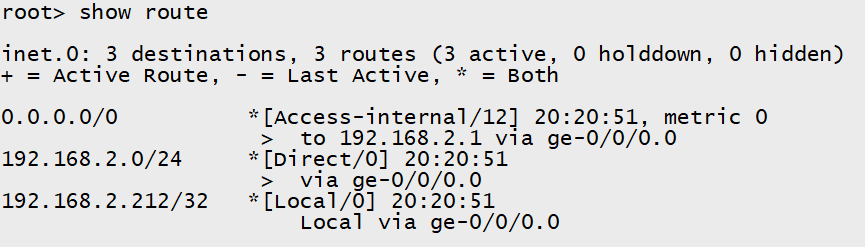 root> show route
inet.0: 3 destinations, 3 routes (3 active, 0 holddown, 0 hidden)
+ = Active Route, - = Last Active, * = Both
0.0.0.0/0          *[Access-internal/12] 20:20:51, metric 0
                    >  to 192.168.2.1 via ge-0/0/0.0
192.168.2.0/24     *[Direct/0] 20:20:51
                    >  via ge-0/0/0.0
192.168.2.212/32   *[Local/0] 20:20:51
                       Local via ge-0/0/0.0